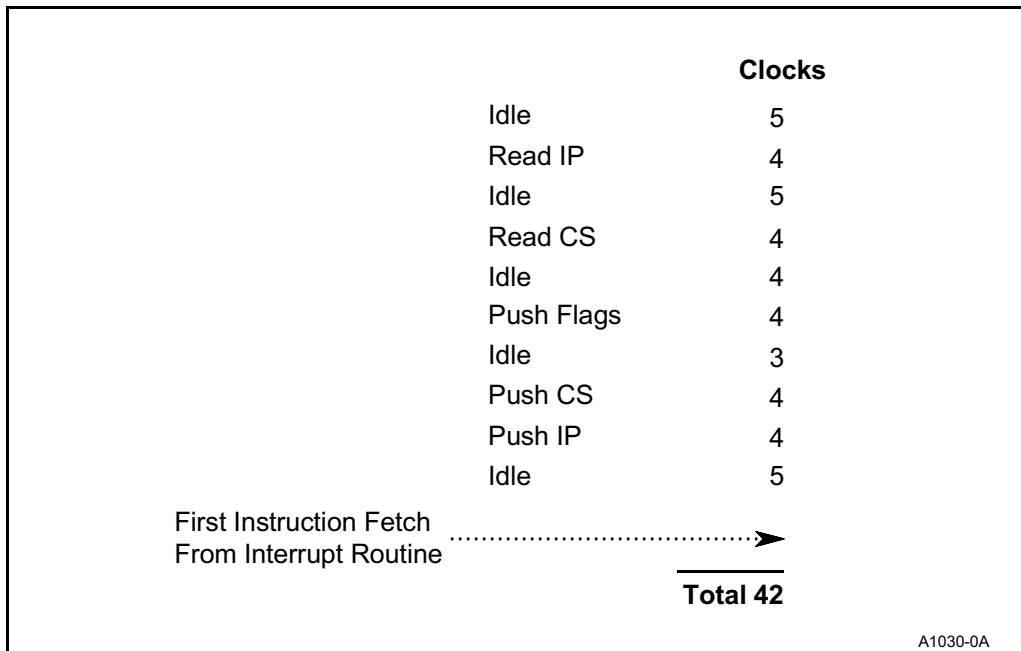 Clocks
Idle 5
Read IP 4
Idle 5
Read CS 4
Idle 4
Push Flags 4
Idle 3
Push CS 4
Push IP 4
Idle 5
First Instruction Fetch
From Interrupt Routine
Total 42
A1030-0A